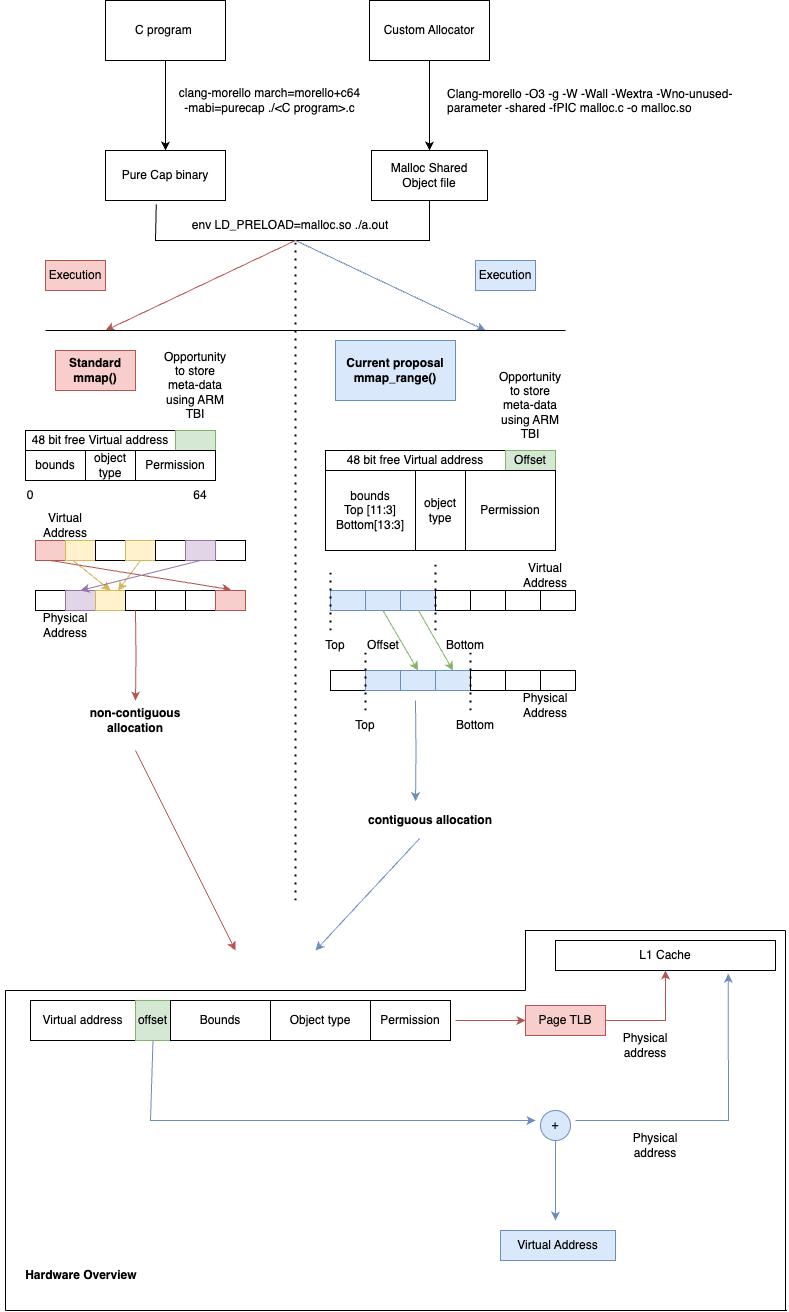 C program
Custom Allocator
clang-morello march=morello+c64
-mabi=purecap ./<C program>.c
Clang-morello -O3 -g -W -Wall -Wextra -Wno-unused-
parameter -shared -fPIC malloc.c -o malloc.so
Pure Cap binary
Malloc Shared
Object file
env LD_PRELOAD=malloc.so ./a.out
Execution
Execution
Standard
mmap()
Opportunity
to store
meta-data
using ARM
TBI
Current proposal
mmap_range()
Opportunity
to store
meta-data
using ARM
TBI
48 bit free Virtual address
bounds
object
type
Permission
0
64
48 bit free Virtual address
Offset
bounds
Top [11:3]
Bottom[13:3]
object
type
Permission
Virtual
Address
Physical
Address
Virtual
Address
Top
Offset
Bottom
Physical
Address
Top
Bottom
non-contiguous
allocation
contiguous allocation
L1 Cache
Virtual address
offset
Bounds
Object type
Permission
Page TLB
Physical
address
+
Physical
address
Virtual Address
Hardware Overview